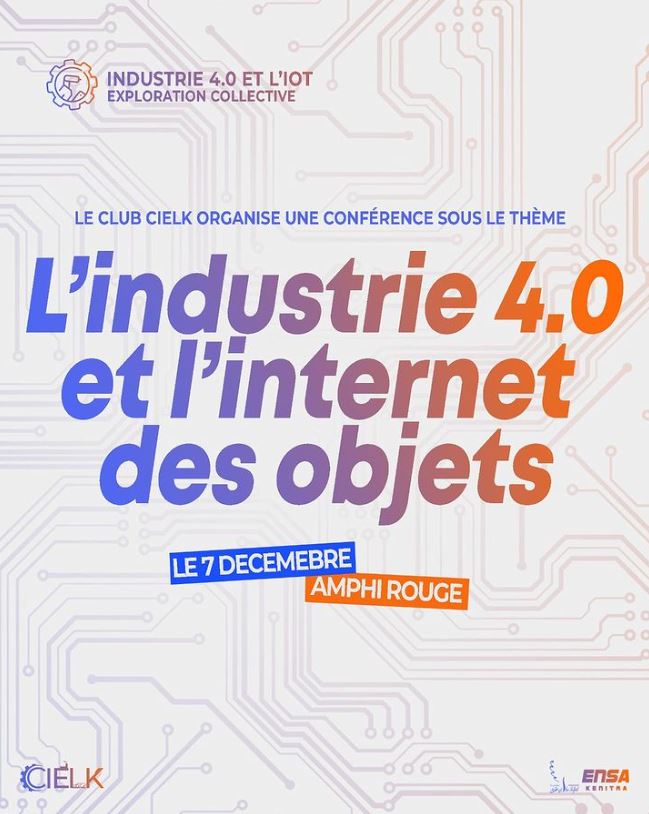 INDUSTRIE 4.0 ET L'IOT
EXPLORATION COLLECTIVE
LE CLUB CIELK ORGANISE UNE CONFÉRENCE SOUS LE THÈME
L'industrie 4.0
et l'internet
des objets
LE 7 DECEMEBRE
AMPHI ROUGE
CIELK
ENSA
KENITRA